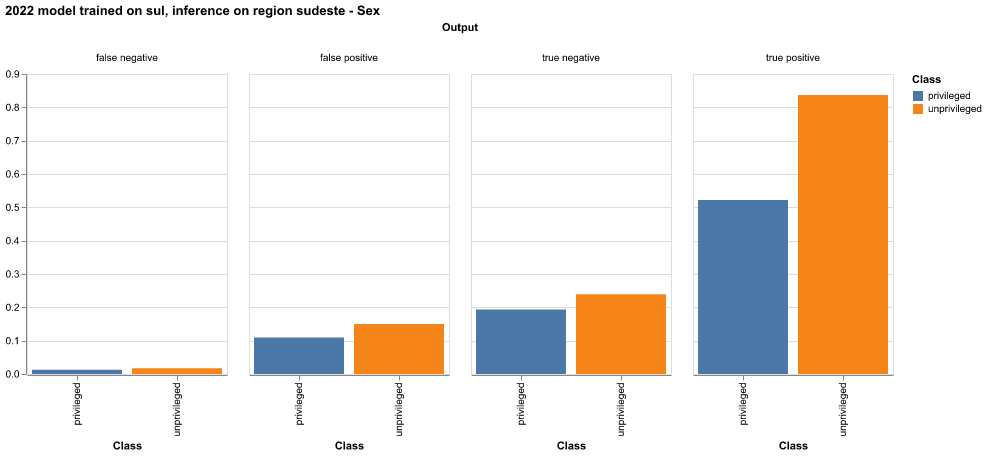 2022 model trained on sul, inference on region sudeste - Sex
Output
false negative
false positive
true negative
true positive
0.9
0.8
0.7
0.6
0.5
0.4
0.3
0.2
0.1
0.0
privileged
unprivileged
privileged
unprivileged
privileged
unprivileged
privileged
unprivileged
Class
Class
Class
Class
Class
privileged
unprivileged